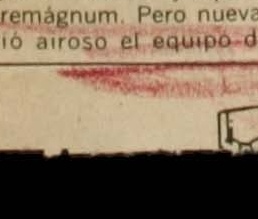 remágnum. Pero nueva
ió airoso el equipo d